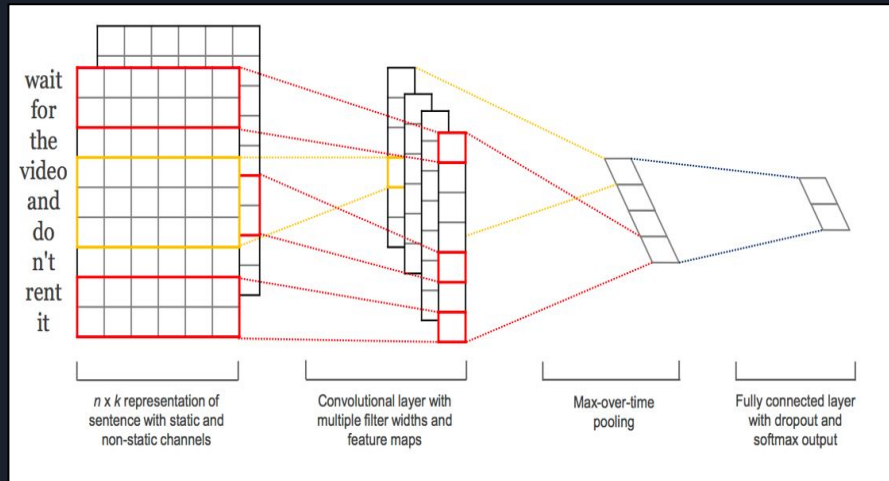 wait
for
the
video
and
do
n't
rent
it
n x k representation of
sentence with static and
non-static channels
Convolutional layer with
multiple filter widths and
feature maps
Max-over-time
pooling
Fully connected layer
with dropout and
softmax output